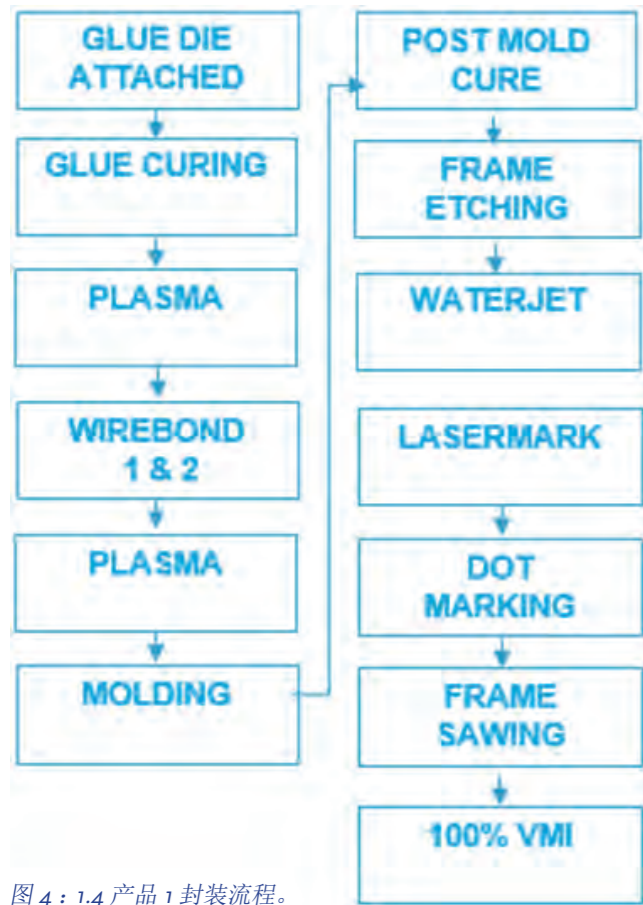 GLUE DIE
ATTACHED
GLUE CURING
PLASMA
WIREBOND
1 & 2
PLASMA
MOLDING
POST MOLD
CURE
FRAME
ETCHING
WATERJET
LASERMARK
DOT
MARKING
FRAME
SAWING
100% VMI
图 4：1.4 产品 1 封装流程。